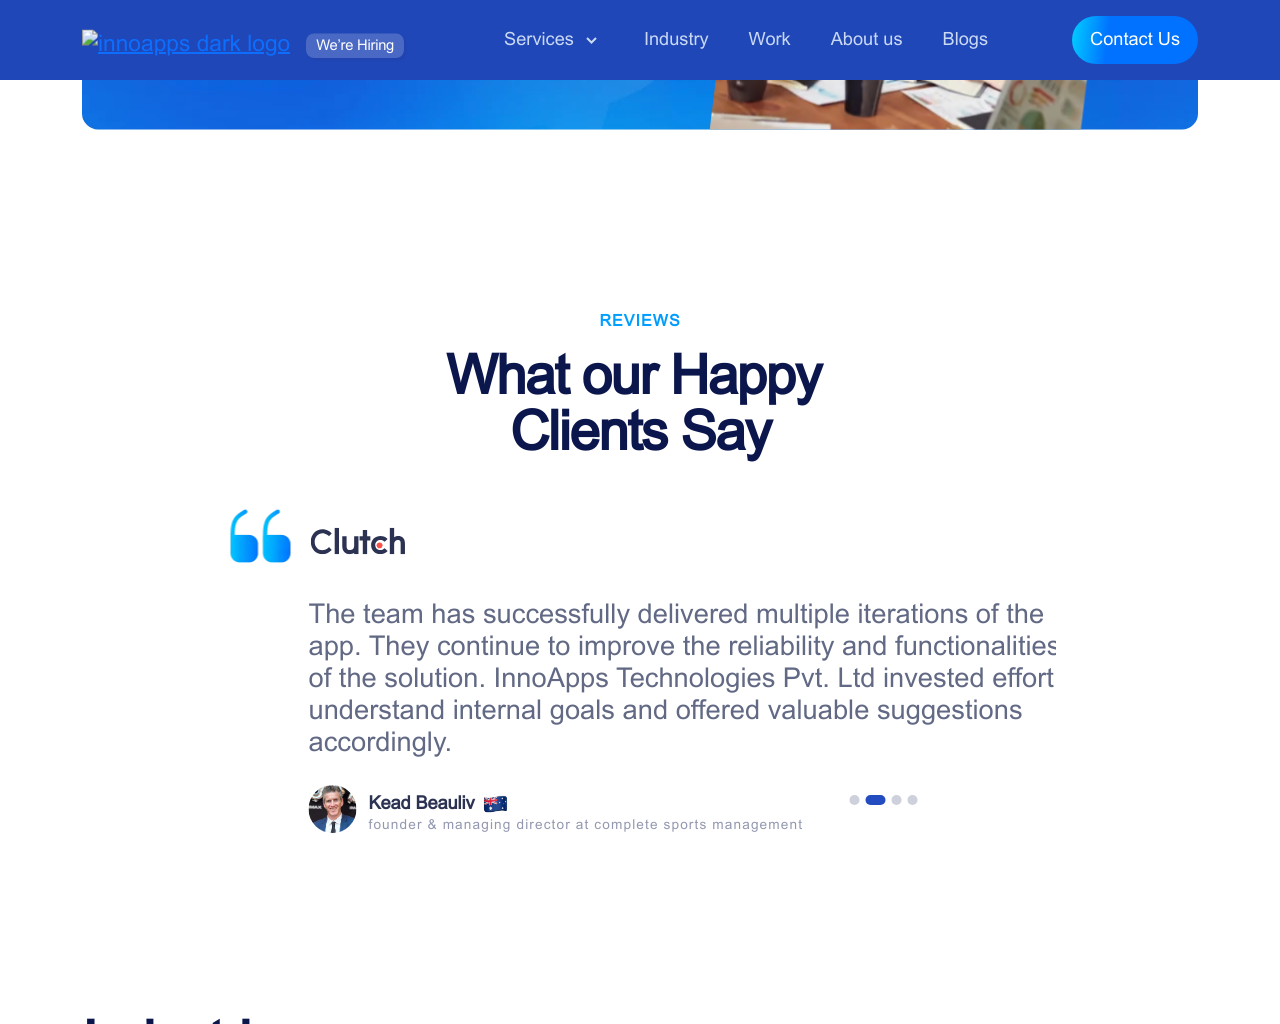 innoapps dark logo
We're Hiring
Services
Industry
Work
About us
Blogs
Contact Us
REVIEWS
What our Happy
Clients Say
Clutch
The team has successfully delivered multiple iterations of the
app. They continue to improve the reliability and functionalities
of the solution. InnoApps Technologies Pvt. Ltd invested effort
understand internal goals and offered valuable suggestions
accordingly.
Kead Beauliv
founder & managing director at complete sports management